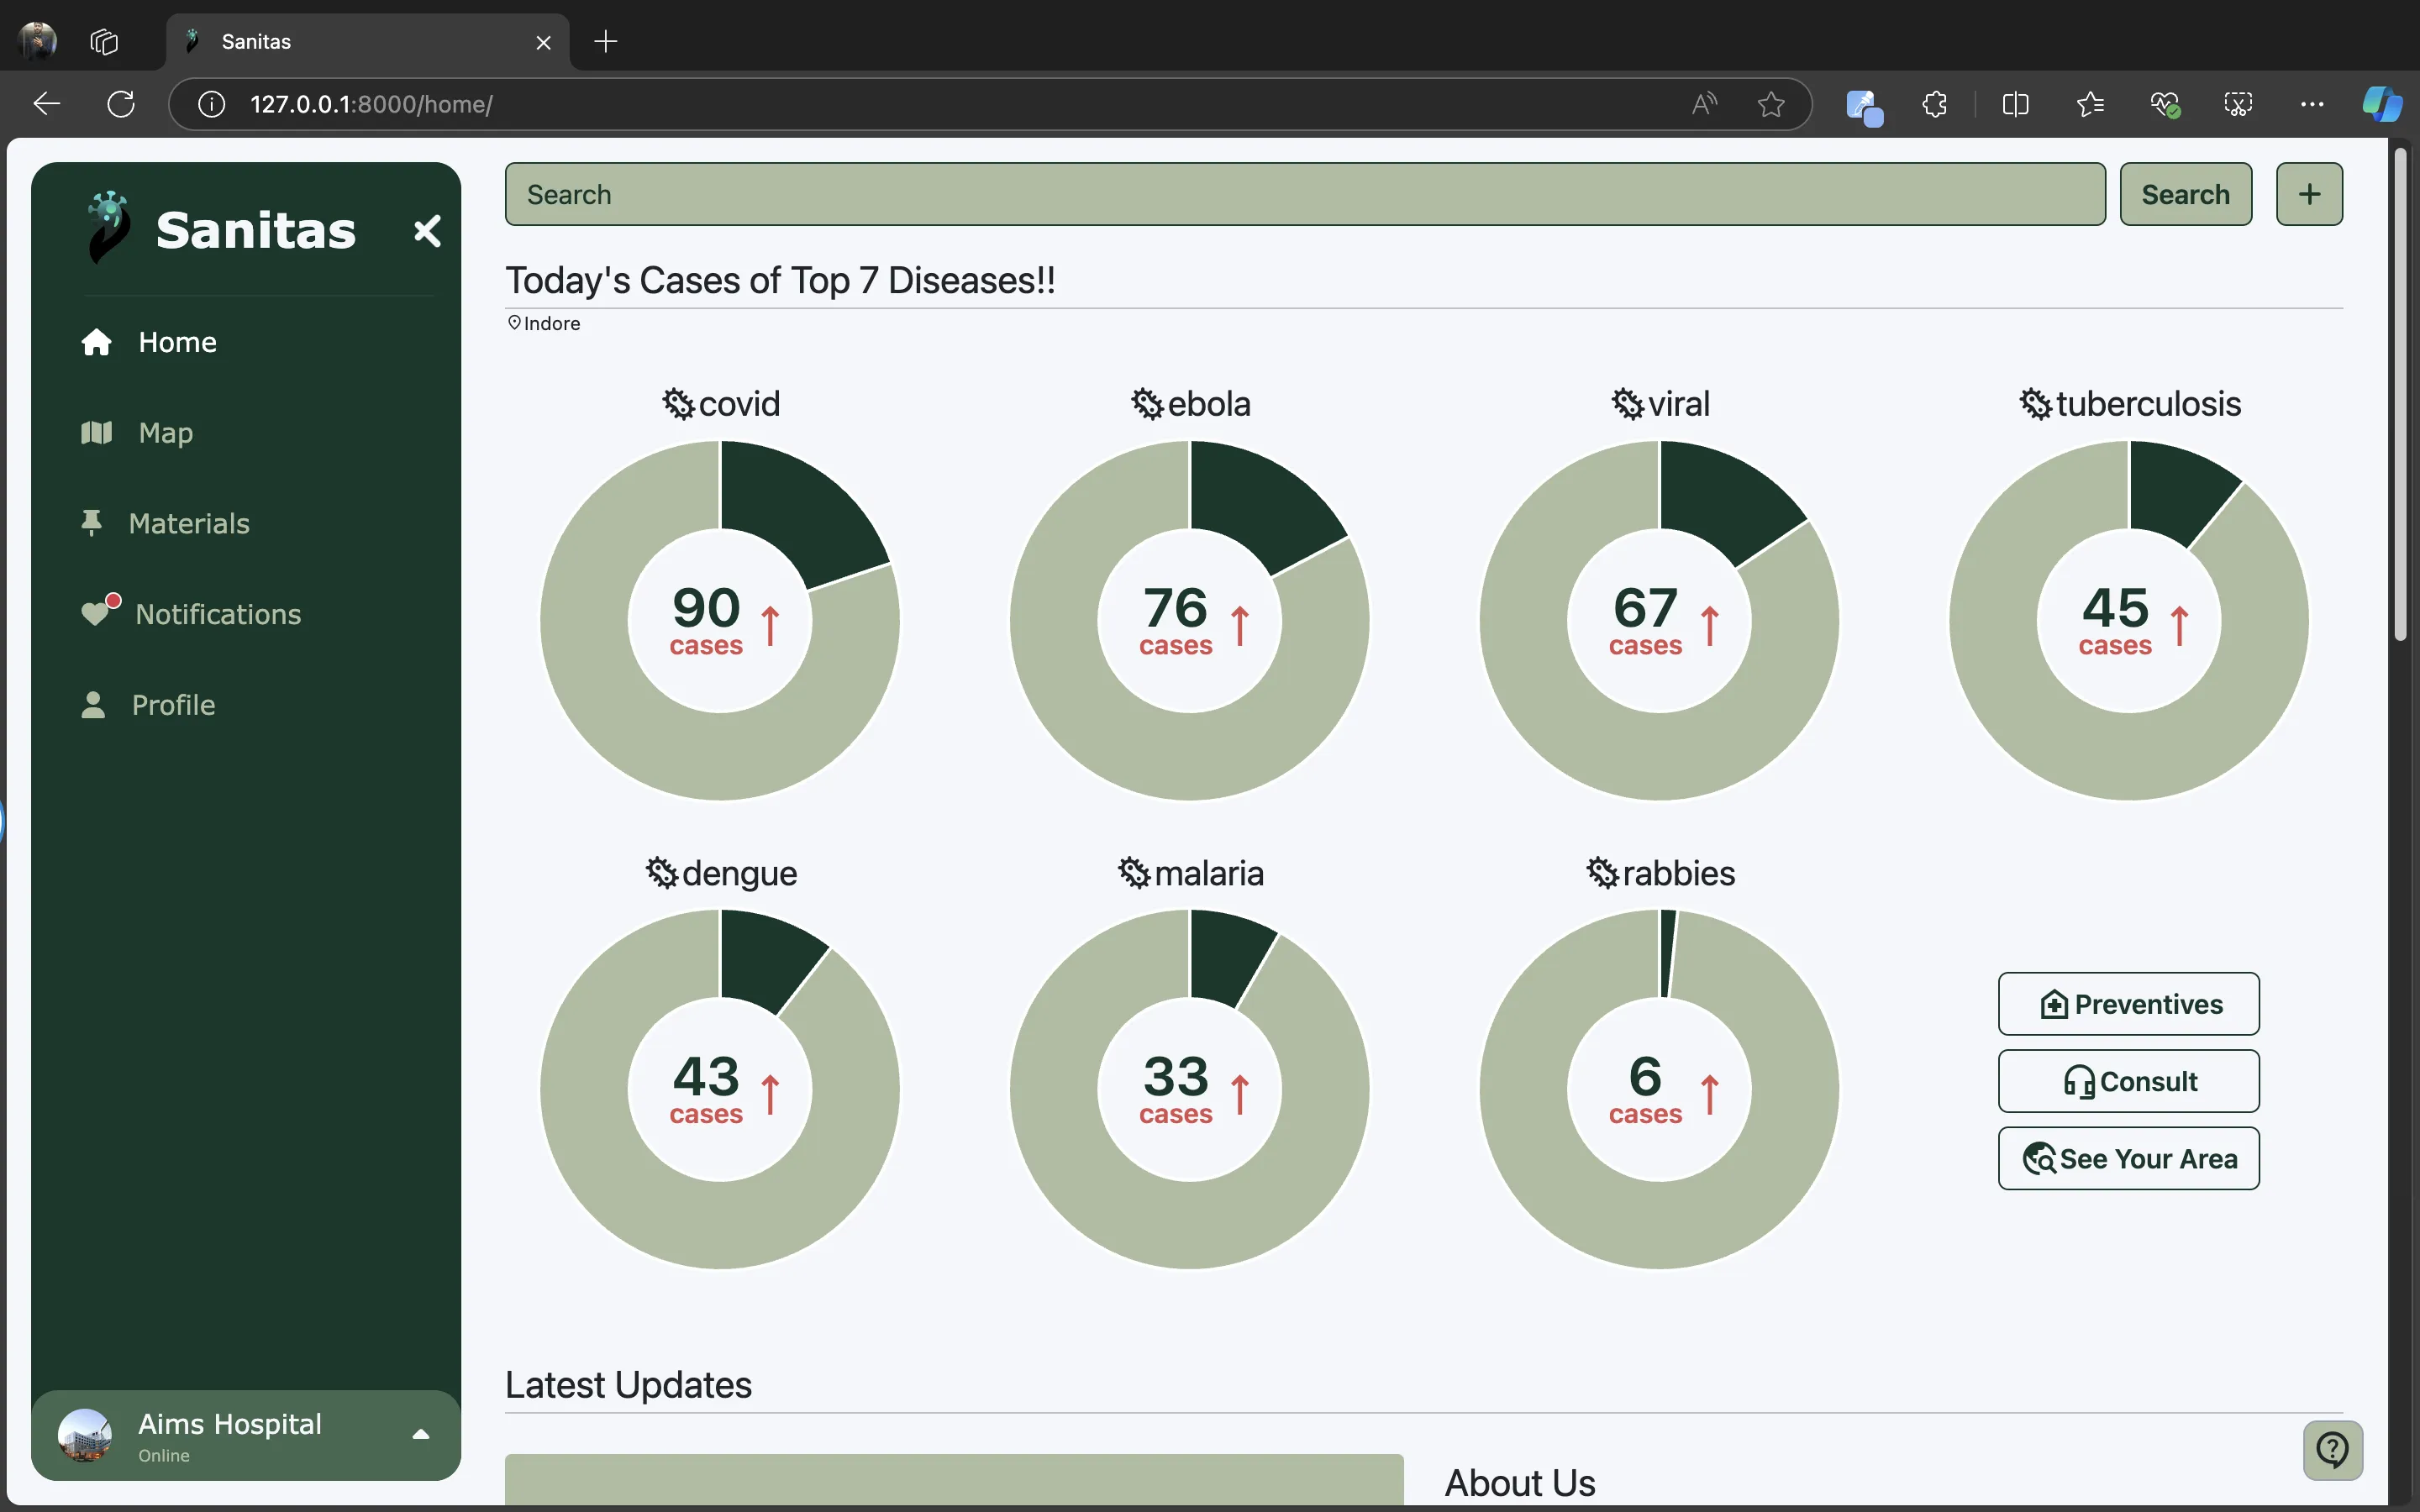 Sanitas
127.0.0.1:8000/home/
Sanitas
Home
Map
Materials
Notifications
Profile
Aims Hospital
Online
Search
Search
+
Today's Cases of Top 7 Diseases!!
Indore
covid
90
cases
ebola
76
cases
viral
67
cases
tuberculosis
45
cases
dengue
43
cases
malaria
33
cases
rabbies
6
cases
Preventives
Consult
See Your Area
Latest Updates
About Us